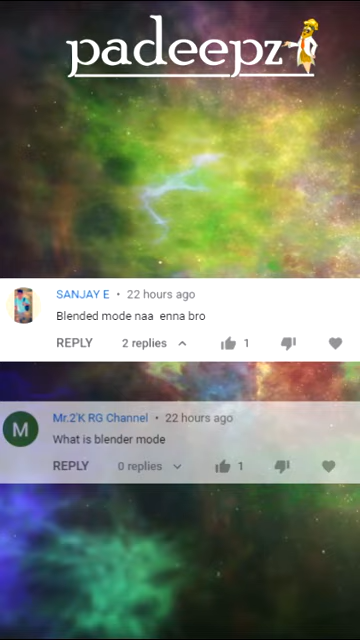 padeepz
SANJAY E • 22 hours ago
Blended mode naa enna bro
REPLY 2 replies 1
M
Mr.2'K RG Channel • 22 hours ago
What is blender mode
REPLY 0 replies 1